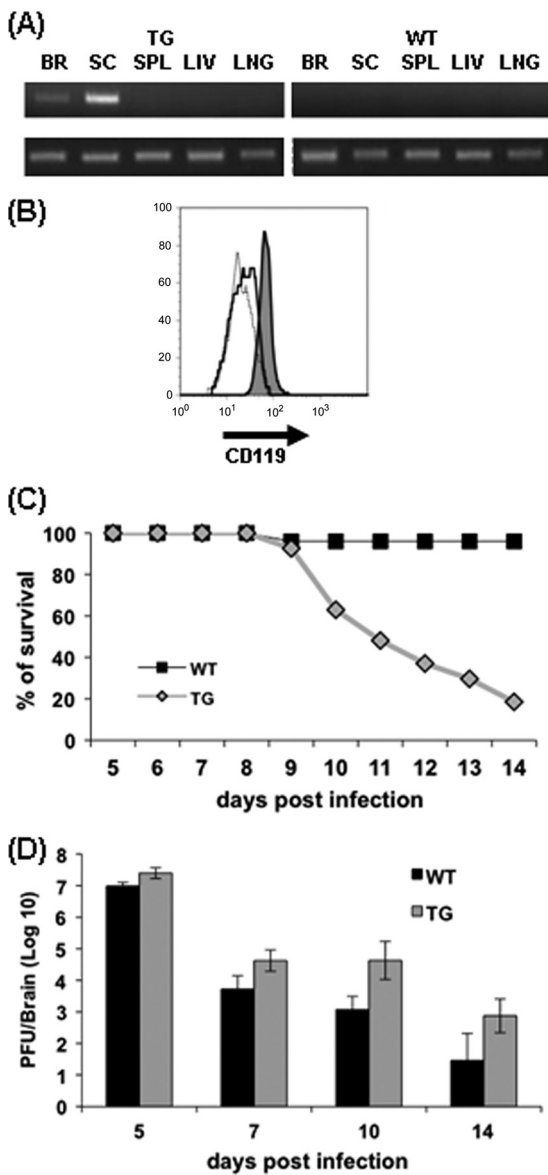 (A)
TG WT
BR SC SPL LIV LNG BR SC SPL LIV LNG
(B)
100
80
60
40
20
0
10⁰ 10¹ 10² 10³
CD119
(C)
% of survival
100
80
60
40
20
0
WT
TG
5 6 7 8 9 10 11 12 13 14
days post infection
(D)
PFU/Brain (Log 10)
8
7
6
5
4
3
2
1
0
WT
TG
5 7 10 14
days post infection